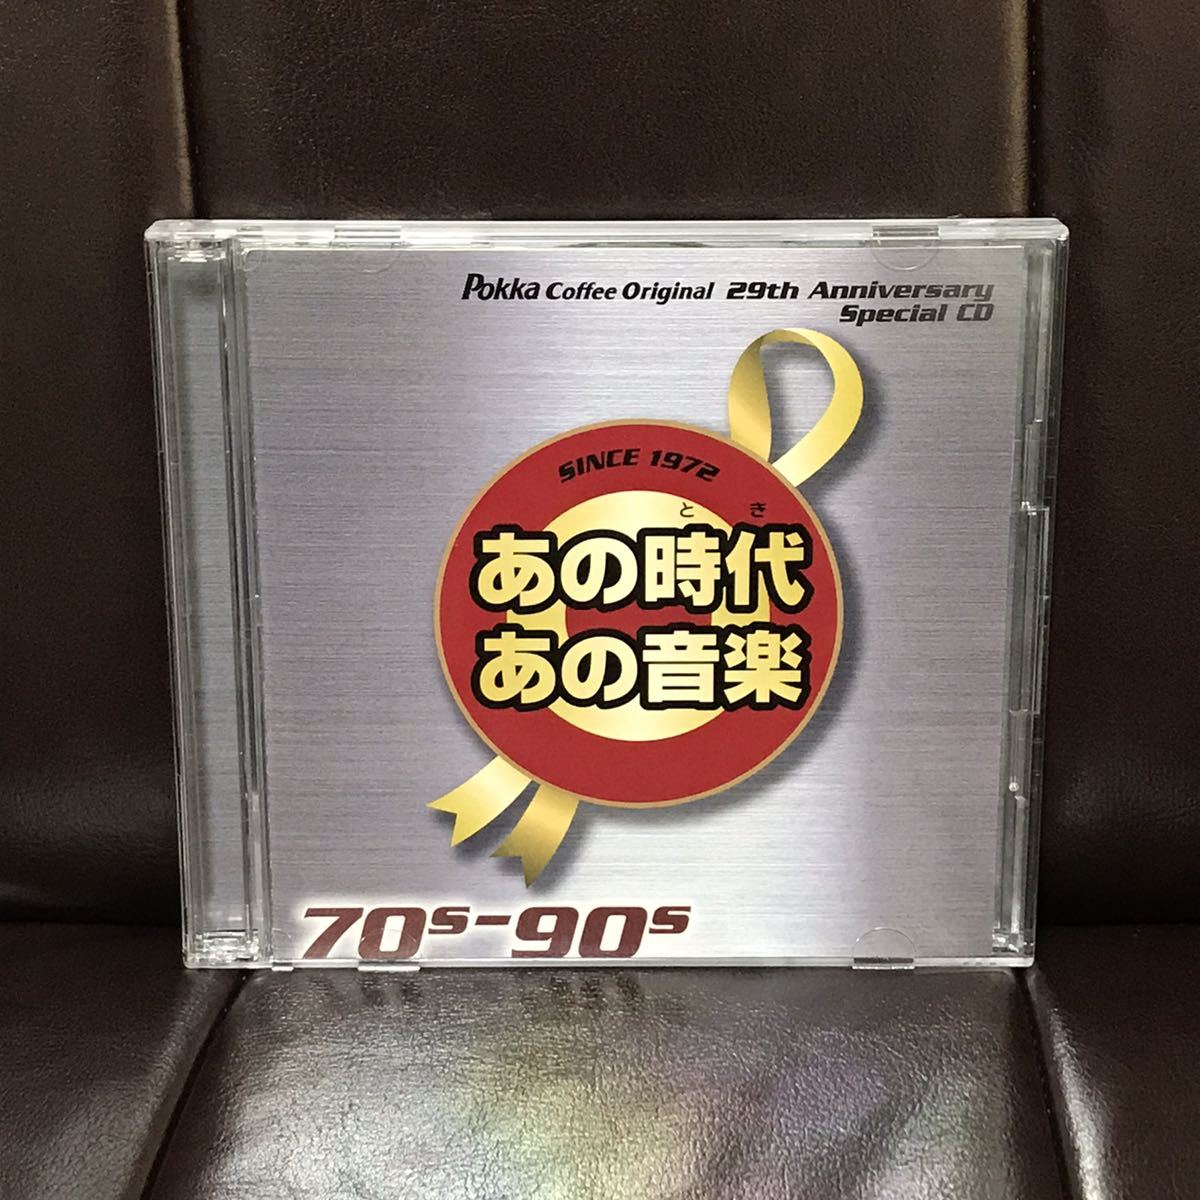 Pokka Coffee Original 29th Anniversary
Special CD
SINCE 1972
とき
あの時代
あの音楽
70s-90s